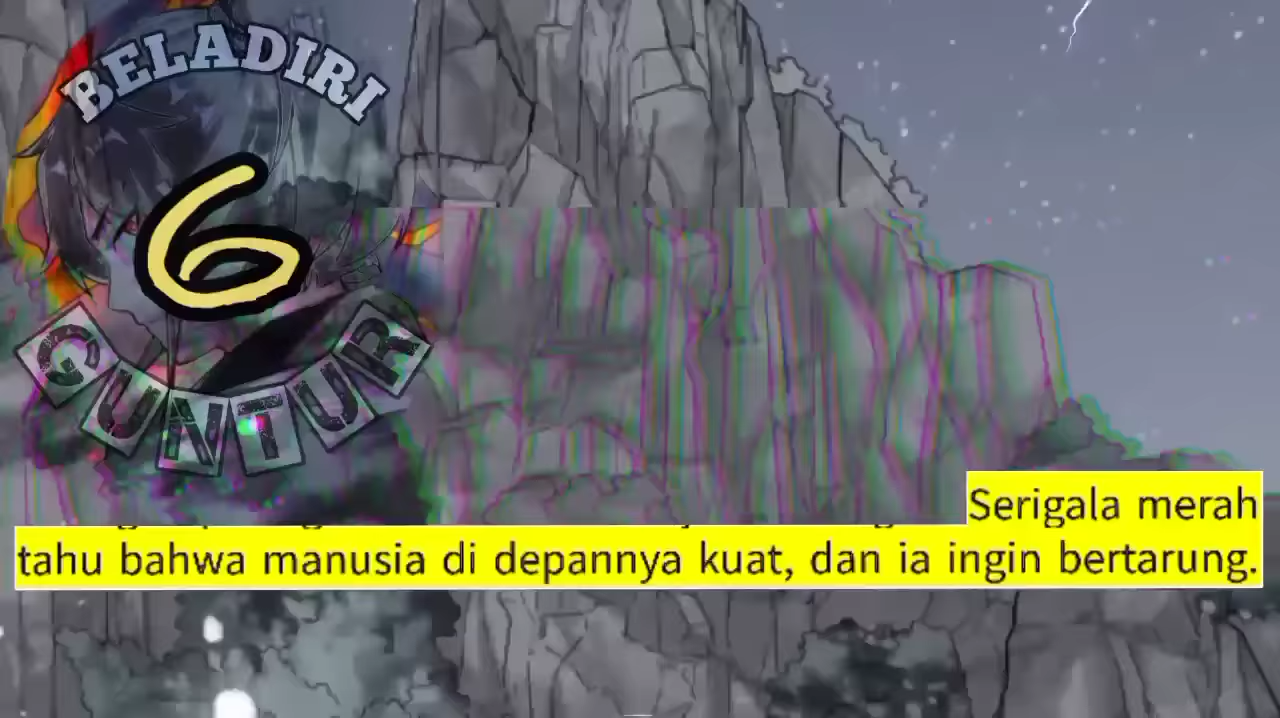 BELADIRI
6
GUNTUR
Serigala merah
tahu bahwa manusia di depannya kuat, dan ia ingin bertarung.